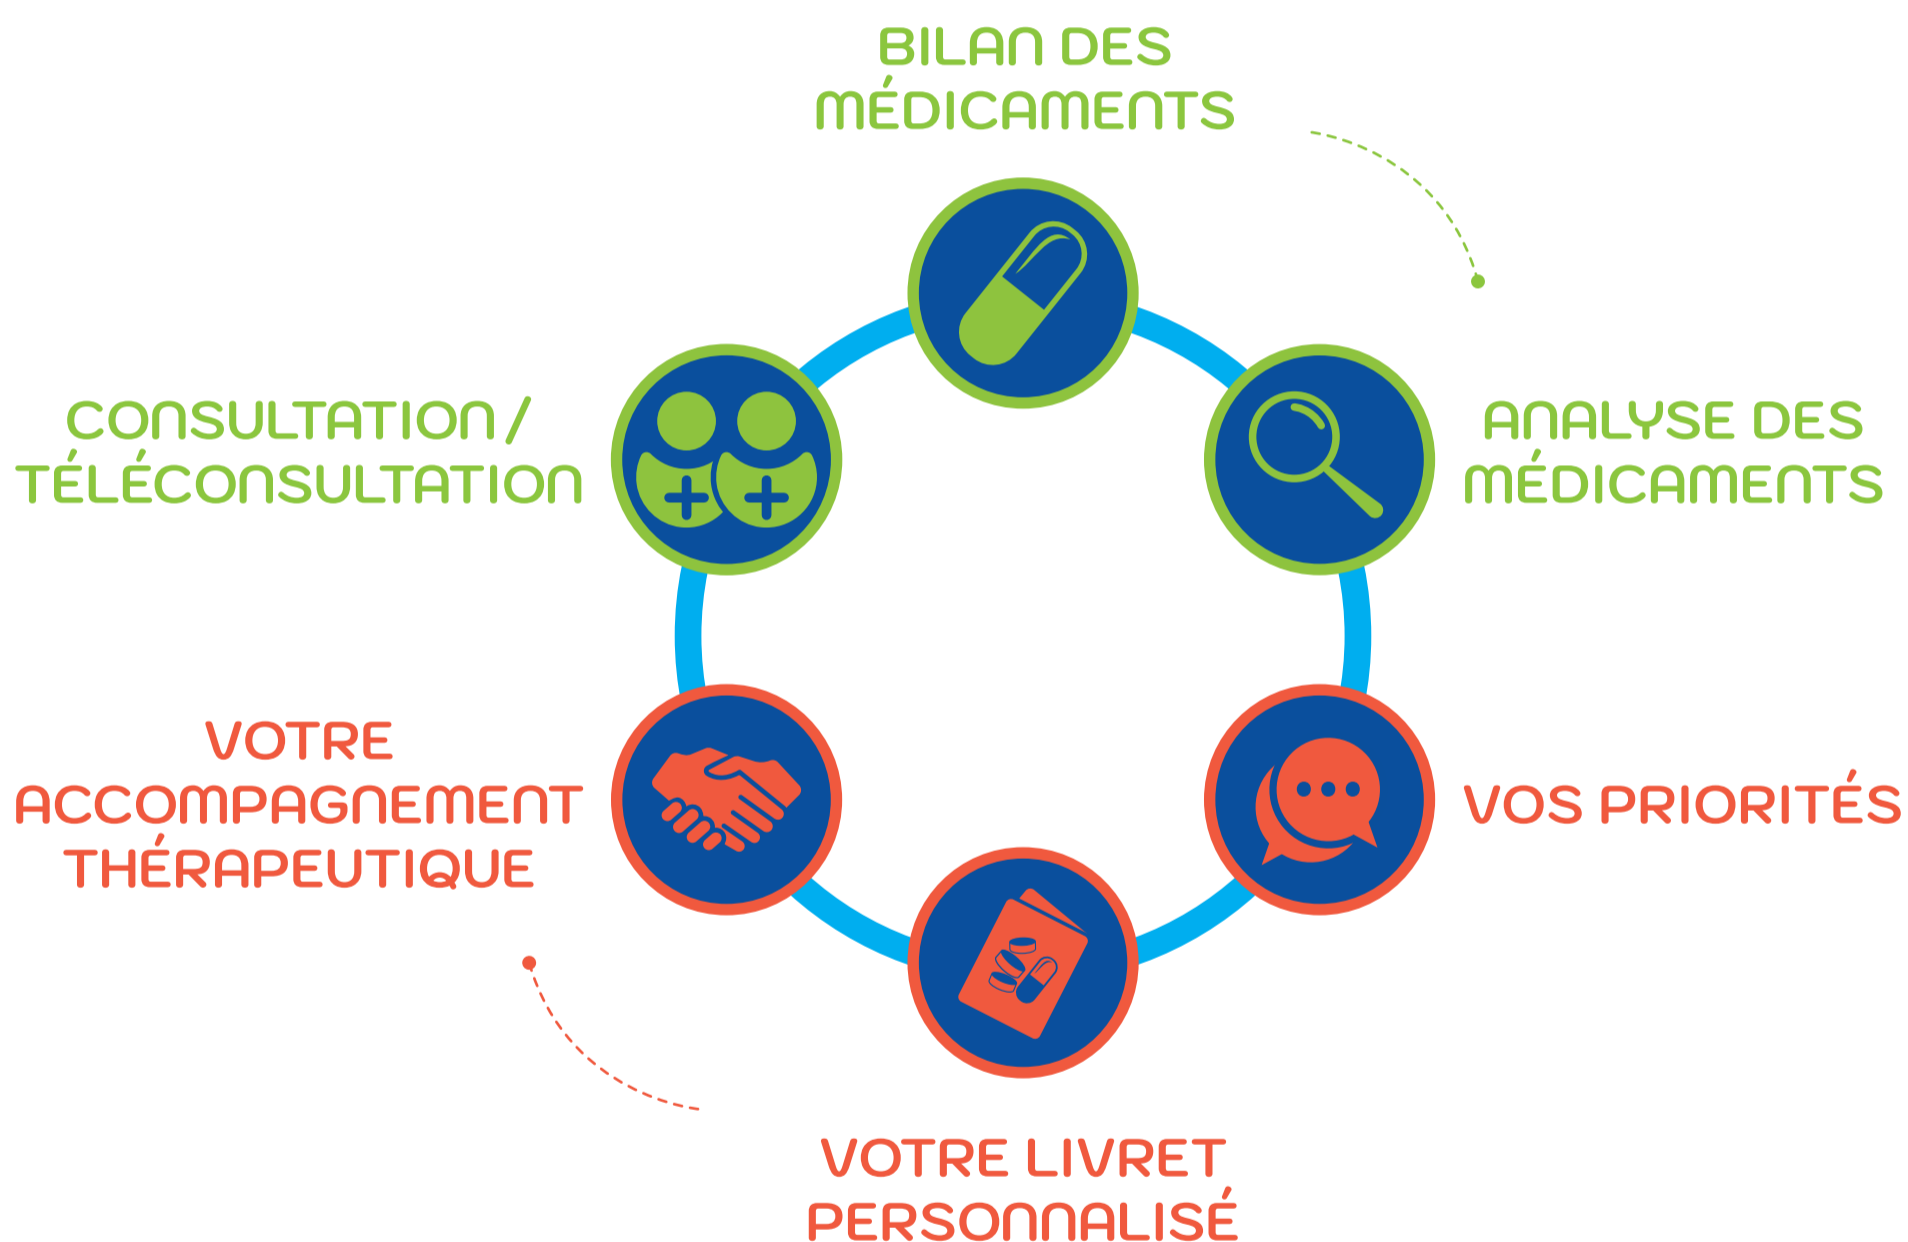 BILAN DES
MÉDICAMENTS
CONSULTATION/
TÉLÉCONSULTATION
ANALYSE DES
MÉDICAMENTS
VOTRE
ACCOMPAGNEMENT
THÉRAPEUTIQUE
VOS PRIORITÉS
VOTRE LIVRET
PERSONNALISÉ